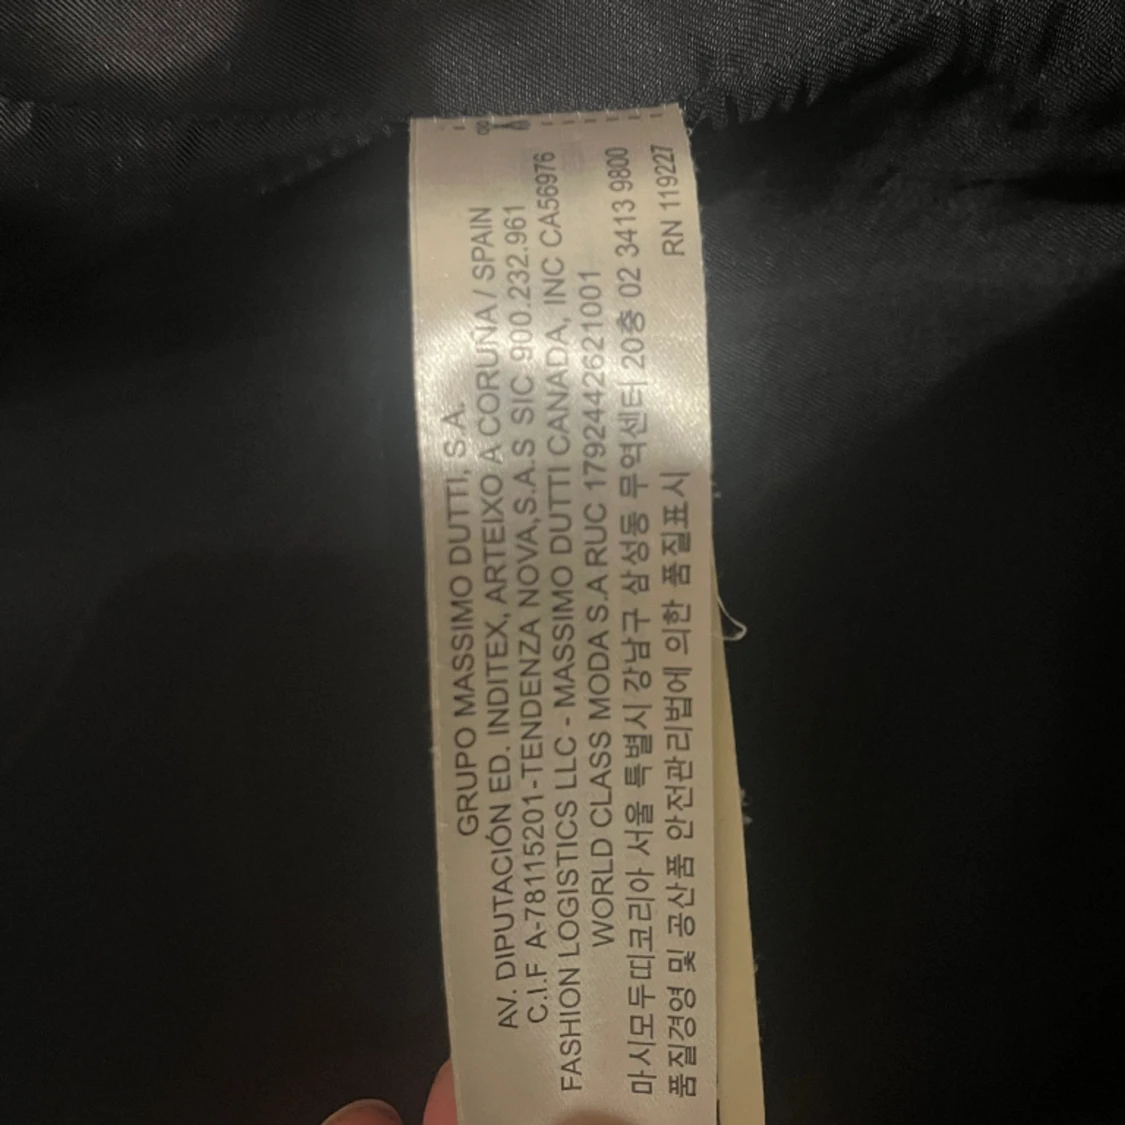 GRUPO MASSIMO DUTTI, S.A.
AV. DIPUTACIÓN ED. INDITEX, ARTEIXO A CORUÑA / SPAIN
C.I.F A-78115201-TENDENZA NOVA,S.A.S SIC 900.232.961
FASHION LOGISTICS LLC - MASSIMO DUTTI CANADA, INC CA56976
WORLD CLASS MODA S.A RUC 1792442621001
마시모두띠코리아 서울 특별시 강남구 삼성동 무역센터 20층 02 3413 9800
품질경영 및 공산품 안전관리법에 의한 품질표시
RN 119227